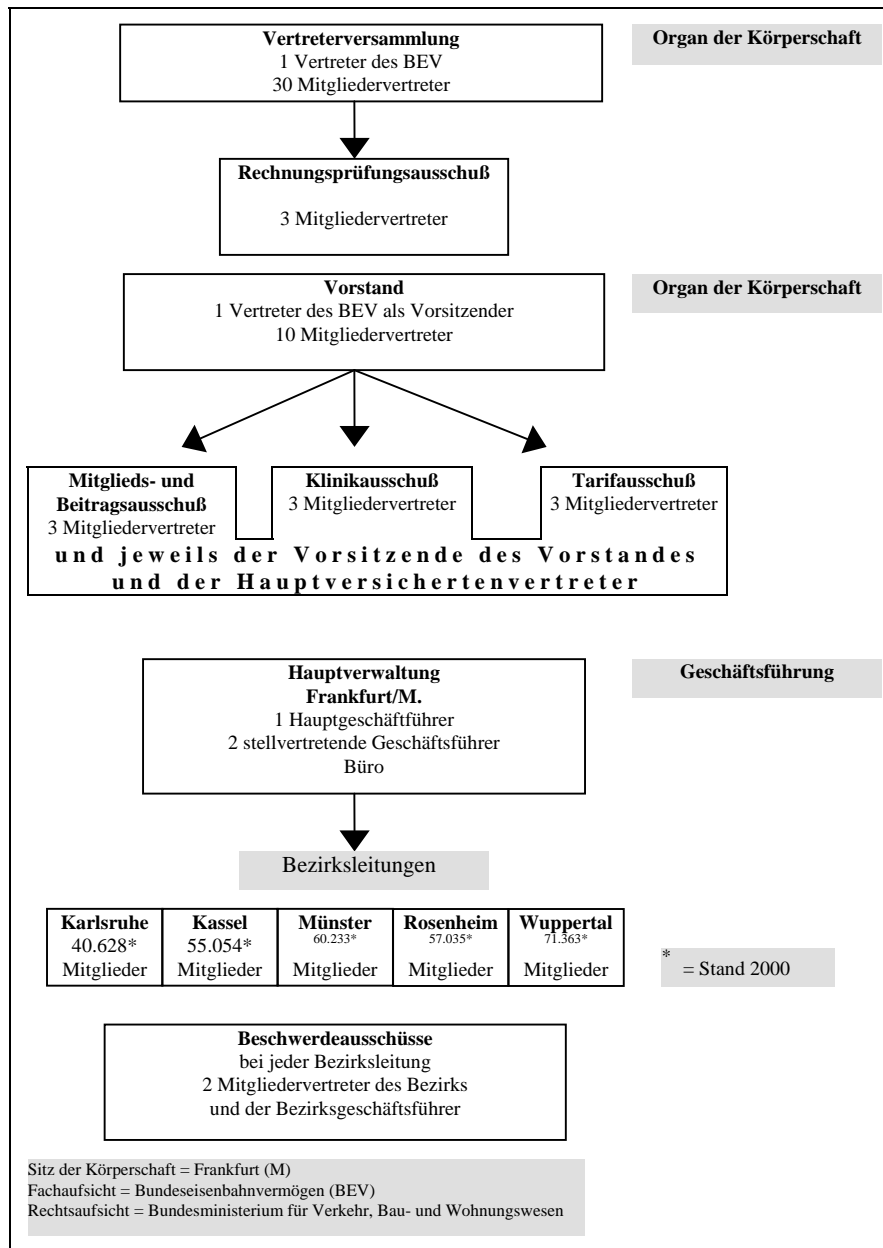 Vertreterversammlung
1 Vertreter des BEV
30 Mitgliedervertreter
Organ der Körperschaft
Rechnungsprüfungsausschuß
3 Mitgliedervertreter
Vorstand
1 Vertreter des BEV als Vorsitzender
10 Mitgliedervertreter
Organ der Körperschaft
Mitglieds- und
Beitragsausschuß
3 Mitgliedervertreter
Klinikausschuß
3 Mitgliedervertreter
Tarifausschuß
3 Mitgliedervertreter
und jeweils der Vorsitzende des Vorstandes
und der Hauptversichertenvertreter
Hauptverwaltung
Frankfurt/M.
1 Hauptgeschäftführer
2 stellvertretende Geschäftsführer
Büro
Geschäftsführung
Bezirksleitungen
Karlsruhe
40.628*
Mitglieder
Kassel
55.054*
Mitglieder
Münster
60.233*
Mitglieder
Rosenheim
57.035*
Mitglieder
Wuppertal
71.363*
Mitglieder
* = Stand 2000
Beschwerdeausschüsse
bei jeder Bezirksleitung
2 Mitgliedervertreter des Bezirks
und der Bezirksgeschäftsführer
Sitz der Körperschaft = Frankfurt (M)
Fachaufsicht = Bundeseisenbahnvermögen (BEV)
Rechtsaufsicht = Bundesministerium für Verkehr, Bau- und Wohnungswesen